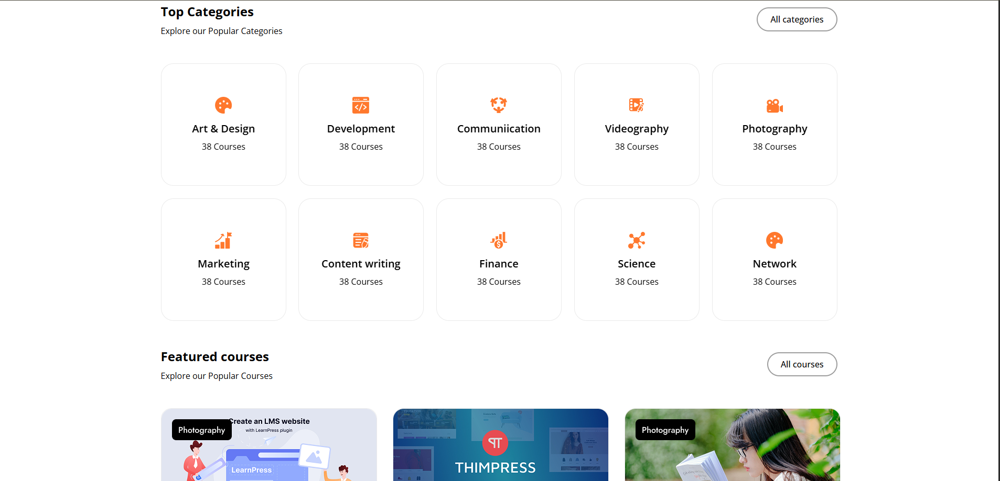 Top Categories
All categories
Explore our Popular Categories
Art & Design
38 Courses
Development
38 Courses
Communiication
38 Courses
Videography
38 Courses
Photography
38 Courses
Marketing
38 Courses
Content writing
38 Courses
Finance
38 Courses
Science
38 Courses
Network
38 Courses
Featured courses
All courses
Explore our Popular Courses
Photography
Create an LMS website
with LearnPress plugin
LearnPress
EDUCATION
THIMPRESS
Photography